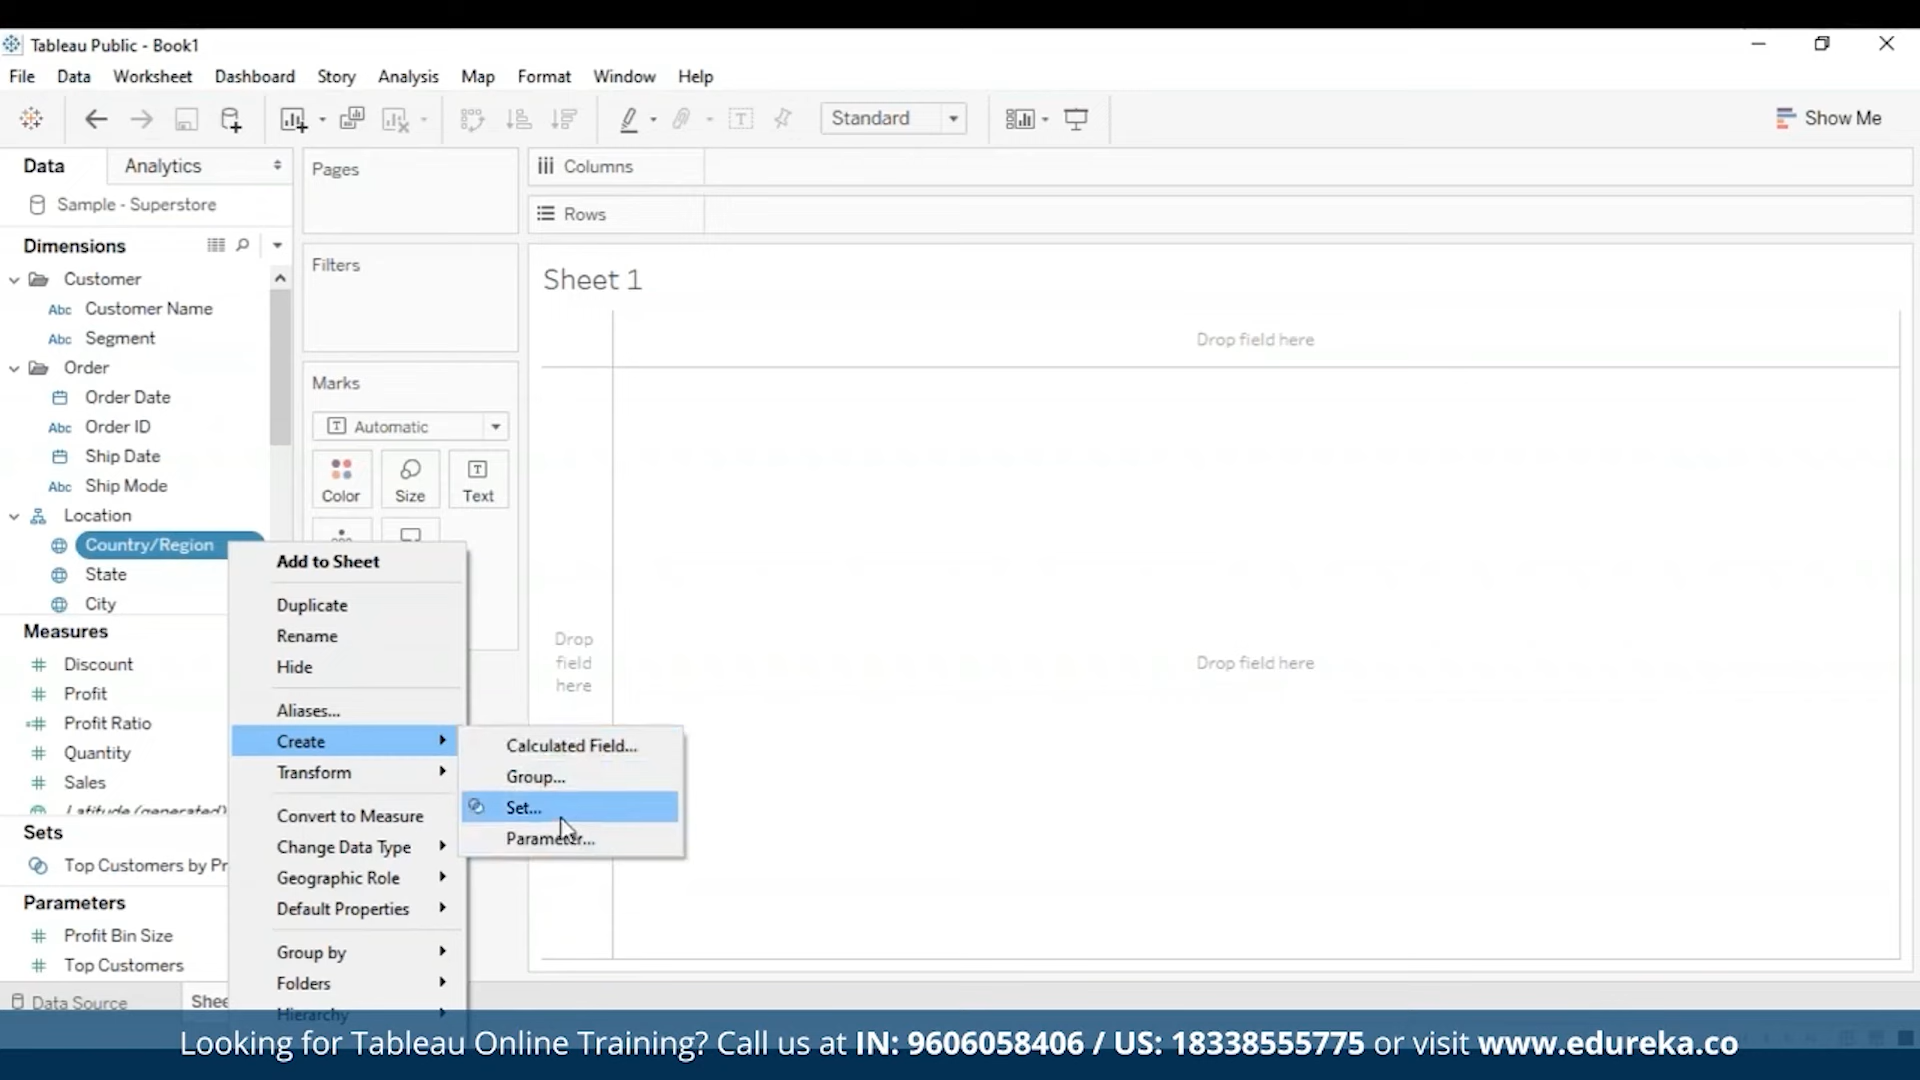 Tableau Public - Book1
File Data Worksheet Dashboard Story Analysis Map Format Window Help
Standard
Show Me
Data Analytics
Sample - Superstore
Dimensions
Customer
Abc Customer Name
Abc Segment
Order
Order Date
Abc Order ID
Ship Date
Abc Ship Mode
Location
Country/Region
State
City
Measures
# Discount
# Profit
=# Profit Ratio
# Quantity
# Sales
Latitude (generated)
Sets
Top Customers by Pr
Parameters
# Profit Bin Size
# Top Customers
Data Source
Shee
Pages
Filters
Marks
T Automatic
Color
Size
T Text
Columns
Rows
Sheet 1
Drop field here
Drop
field
here
Drop field here
Add to Sheet
Duplicate
Rename
Hide
Aliases...
Create
Transform
Convert to Measure
Change Data Type
Geographic Role
Default Properties
Group by
Folders
Hierarchy
Calculated Field...
Group...
Set...
Parameter...
Looking for Tableau Online Training? Call us at IN: 9606058406 / US: 18338555775 or visit www.edureka.co